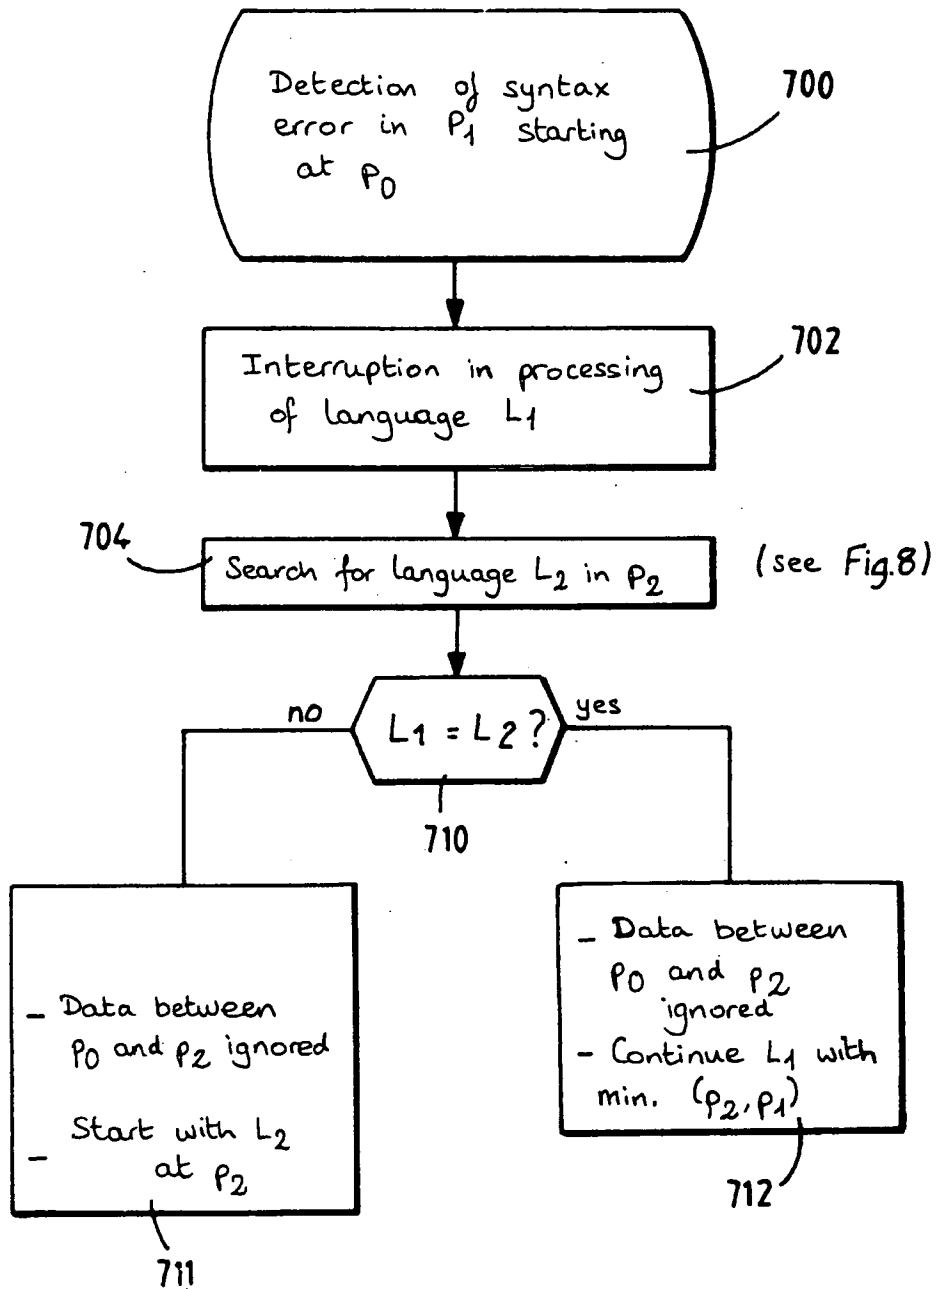 Detection of syntax
error in P1 starting
at P0
700
Interruption in processing
of language L1
702
704
Search for language L2 in P2
(see Fig.8)
no
L1 = L2 ?
yes
710
- Data between
P0 and P2 ignored
- Start with L2
at P2
711
- Data between
P0 and P2
ignored
- Continue L1 with
min. (P2, P1)
712